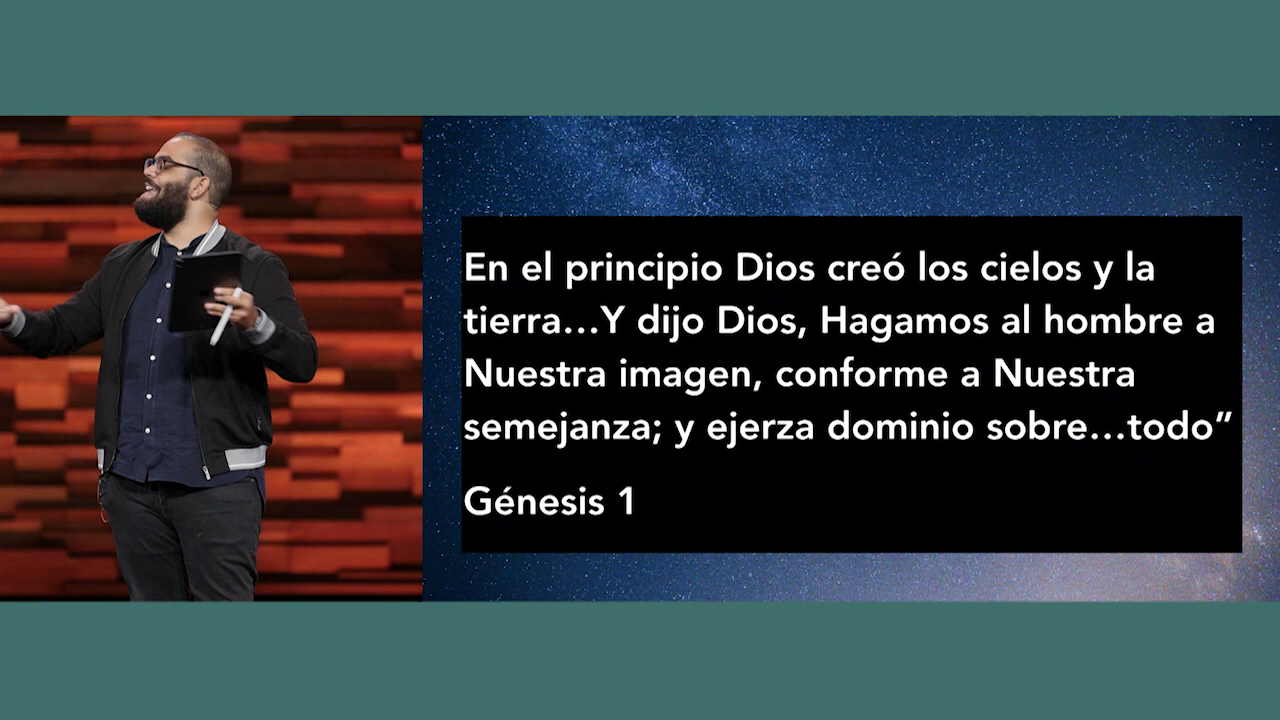 En el principio Dios creó los cielos y la
tierra...Y dijo Dios, Hagamos al hombre a
Nuestra imagen, conforme a Nuestra
semejanza; y ejerza dominio sobre...todo”
Génesis 1